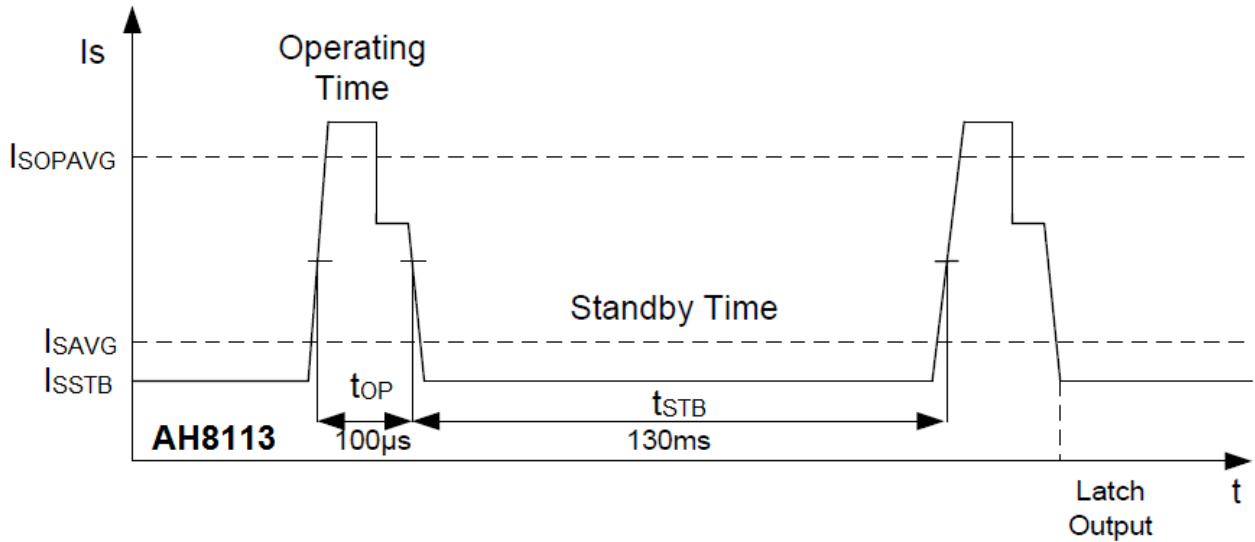 Is
Operating
Time
ISOPAVG
Standby Time
ISAVG
ISSTB
tOP
tSTB
AH8113
100µs
130ms
t
Latch
Output